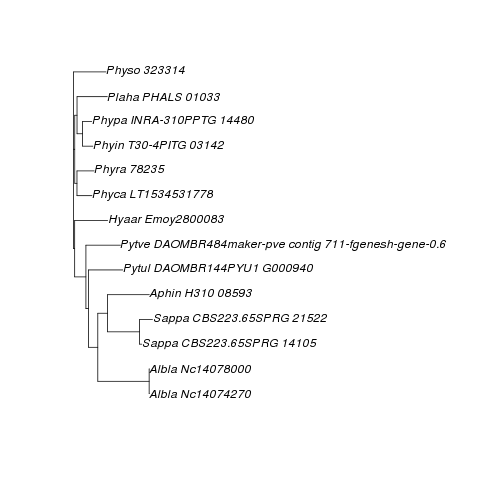 Physo 323314
Plaha PHALS 01033
Phypa INRA-310PPTG 14480
Phyin T30-4PITG 03142
Phyra 78235
Phyca LT1534531778
Hyaar Emoy2800083
Pytve DAOMBR484maker-pve contig 711-fgenesh-gene-0.6
Pytul DAOMBR144PYU1 G000940
Aphin H310 08593
Sappa CBS223.65SPRG 21522
Sappa CBS223.65SPRG 14105
Albla Nc14078000
Albla Nc14074270